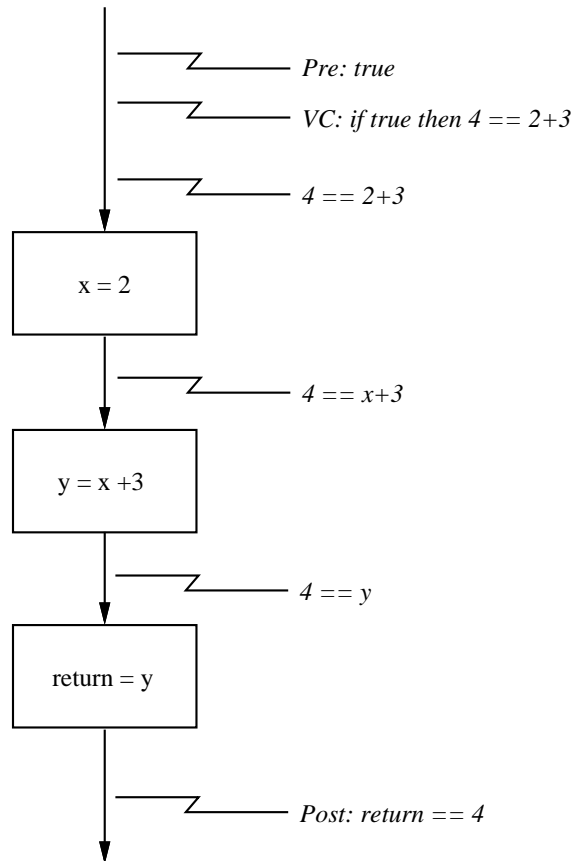 Pre: true
VC: if true then 4 == 2+3
4 == 2+3
x = 2
4 == x+3
y = x +3
4 == y
return = y
Post: return == 4